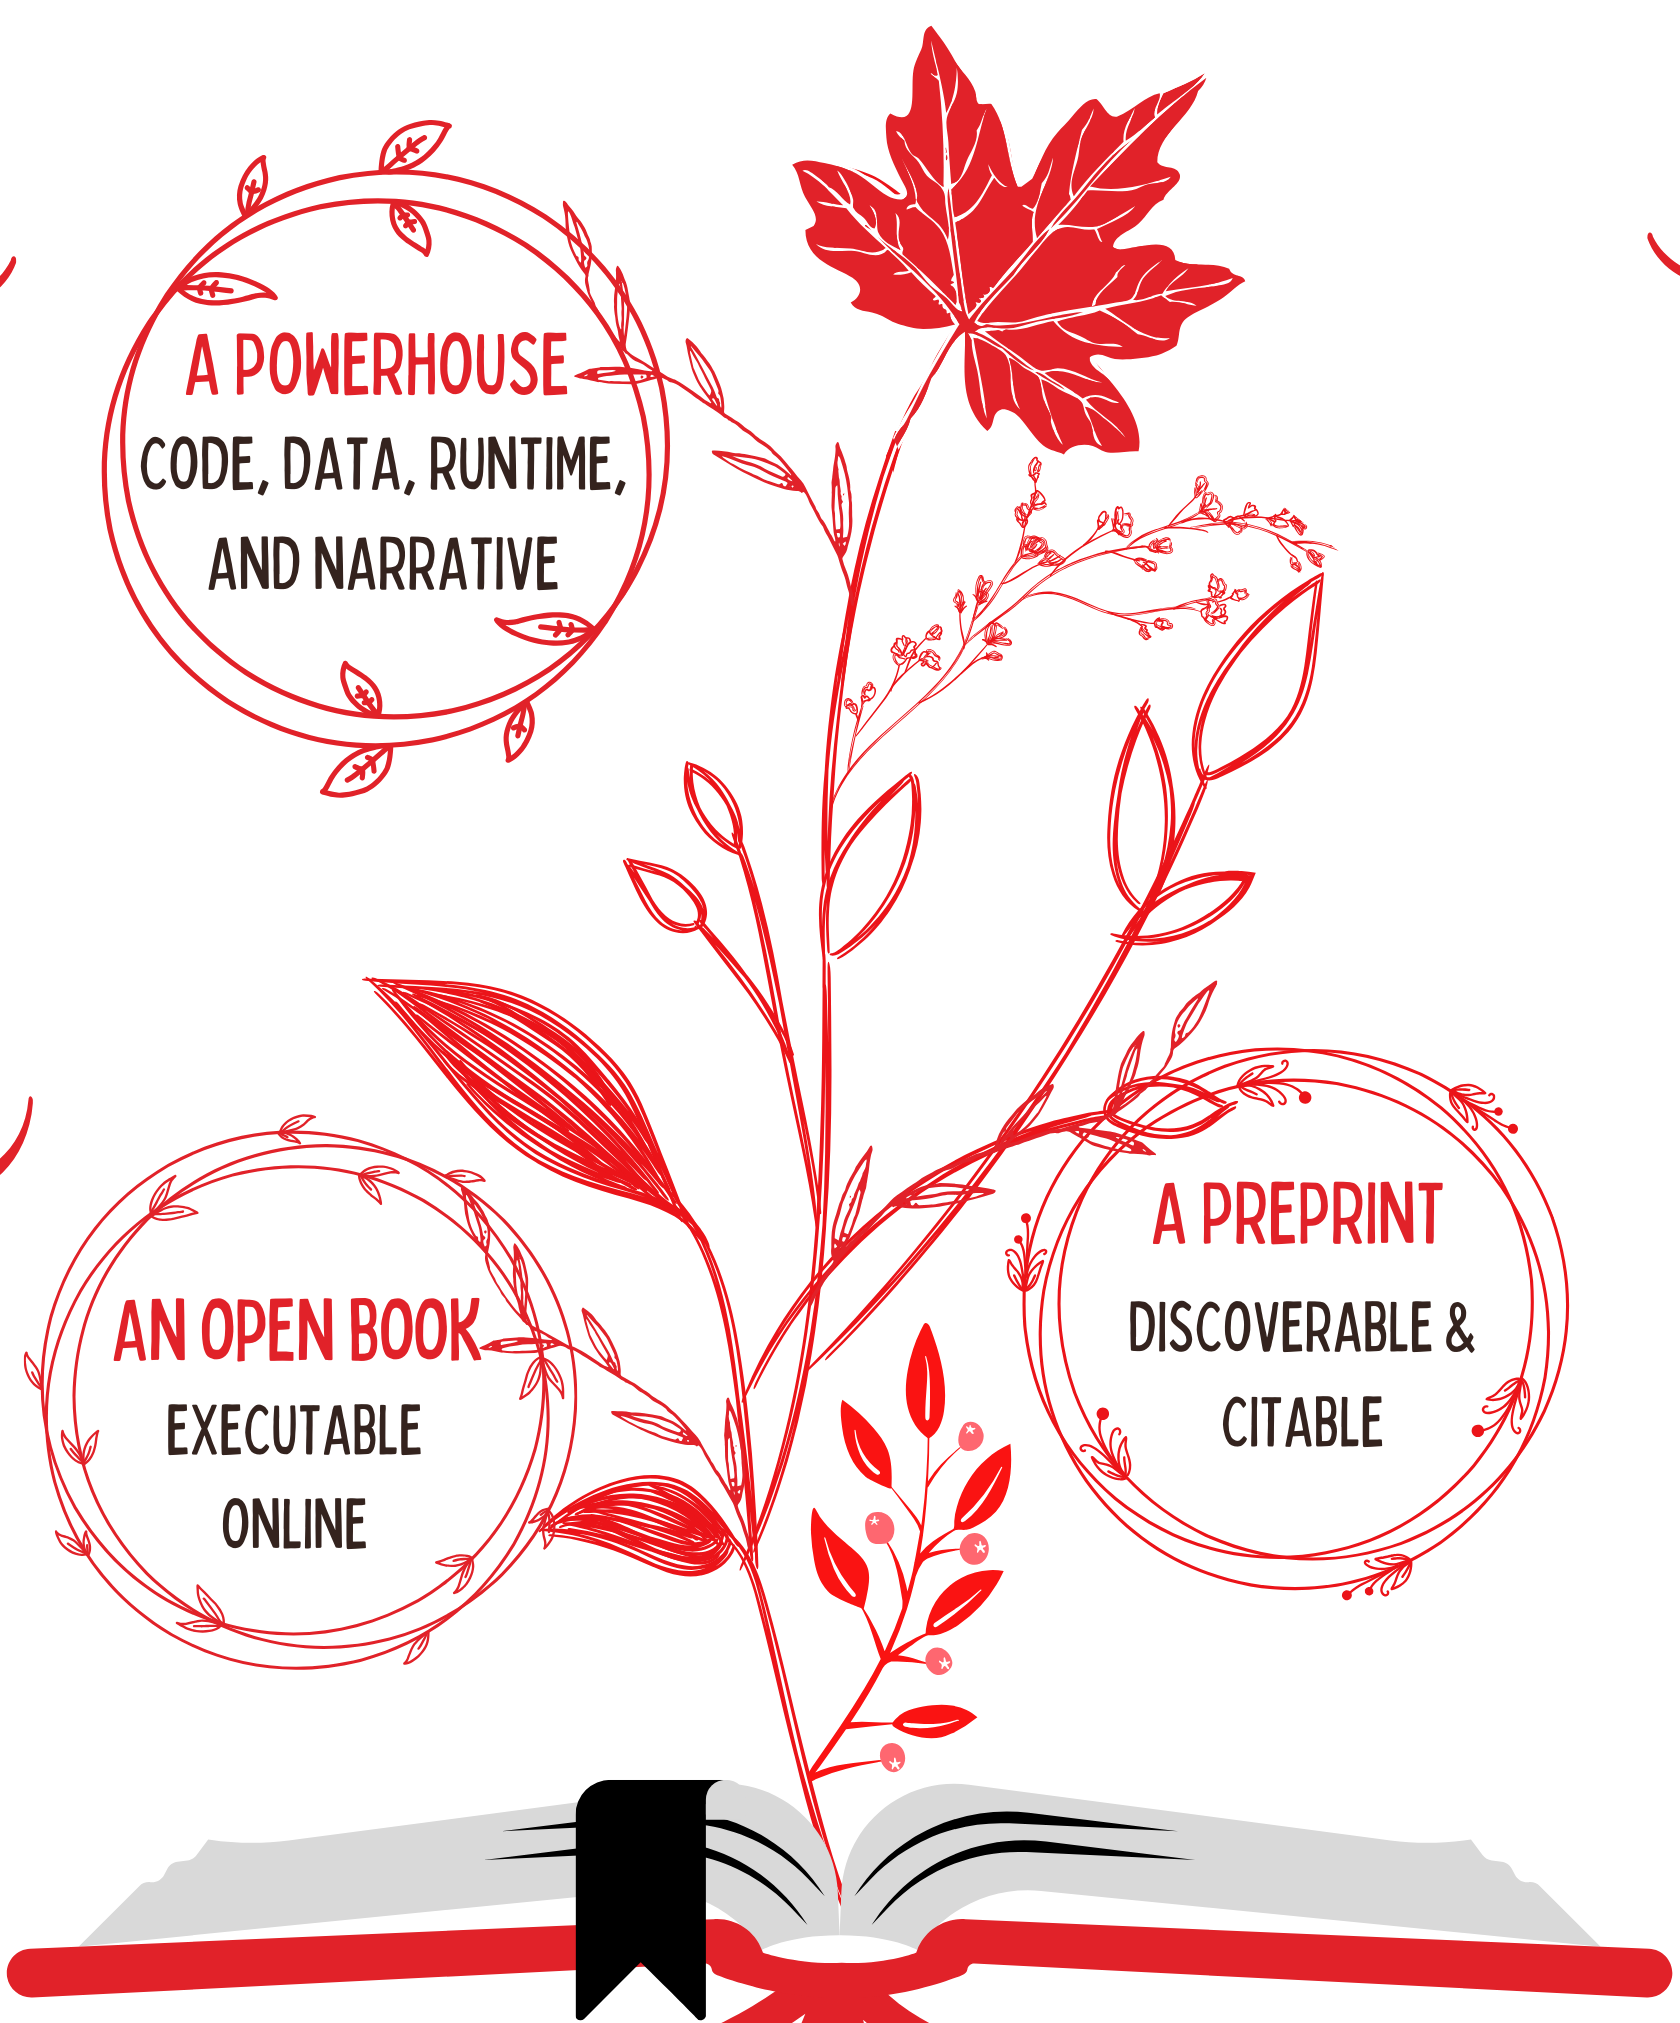 A POWERHOUSE
CODE, DATA, RUNTIME,
AND NARRATIVE
AN OPEN BOOK
EXECUTABLE
ONLINE
A PREPRINT
DISCOVERABLE &
CITABLE